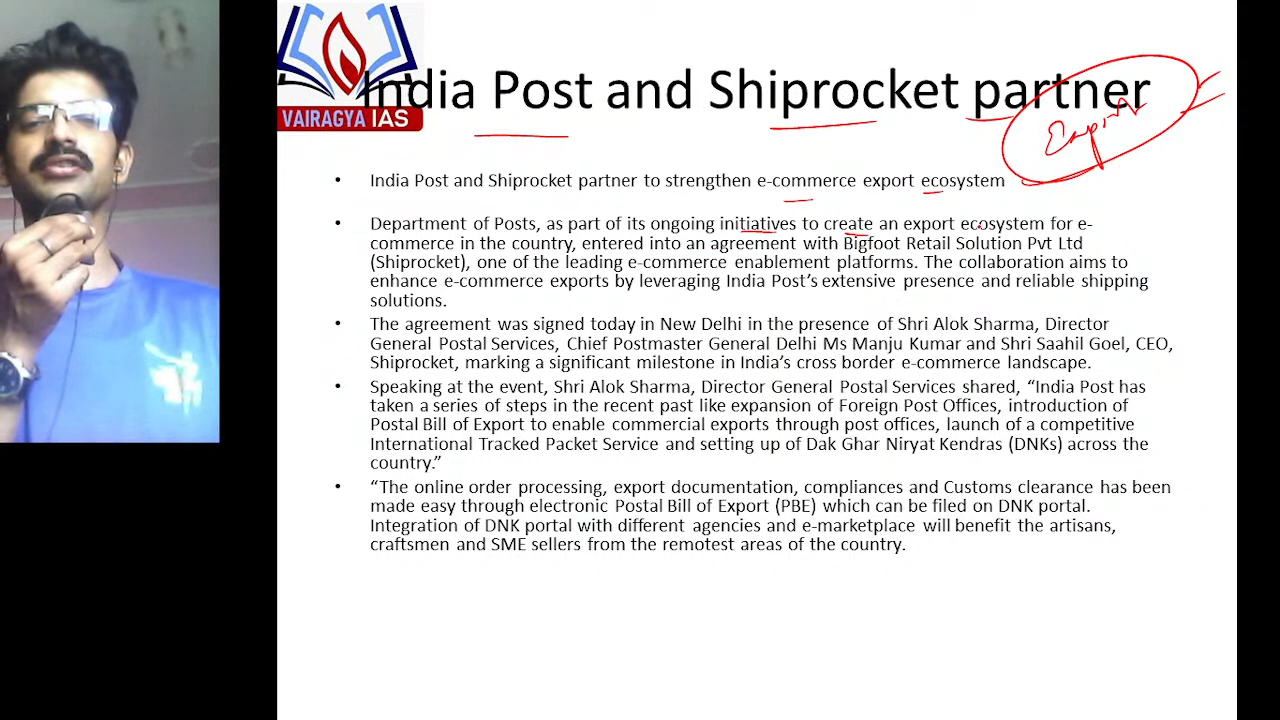 India Post and Shiprocket partner
VAIRAGYA IAS
Export
• India Post and Shiprocket partner to strengthen e-commerce export ecosystem
• Department of Posts, as part of its ongoing initiatives to create an export ecosystem for e-
commerce in the country, entered into an agreement with Bigfoot Retail Solution Pvt Ltd
(Shiprocket), one of the leading e-commerce enablement platforms. The collaboration aims to
enhance e-commerce exports by leveraging India Post’s extensive presence and reliable shipping
solutions.
• The agreement was signed today in New Delhi in the presence of Shri Alok Sharma, Director
General Postal Services, Chief Postmaster General Delhi Ms Manju Kumar and Shri Saahil Goel, CEO,
Shiprocket, marking a significant milestone in India’s cross border e-commerce landscape.
• Speaking at the event, Shri Alok Sharma, Director General Postal Services shared, “India Post has
taken a series of steps in the recent past like expansion of Foreign Post Offices, introduction of
Postal Bill of Export to enable commercial exports through post offices, launch of a competitive
International Tracked Packet Service and setting up of Dak Ghar Niryat Kendras (DNKs) across the
country.”
• “The online order processing, export documentation, compliances and Customs clearance has been
made easy through electronic Postal Bill of Export (PBE) which can be filed on DNK portal.
Integration of DNK portal with different agencies and e-marketplace will benefit the artisans,
craftsmen and SME sellers from the remotest areas of the country.